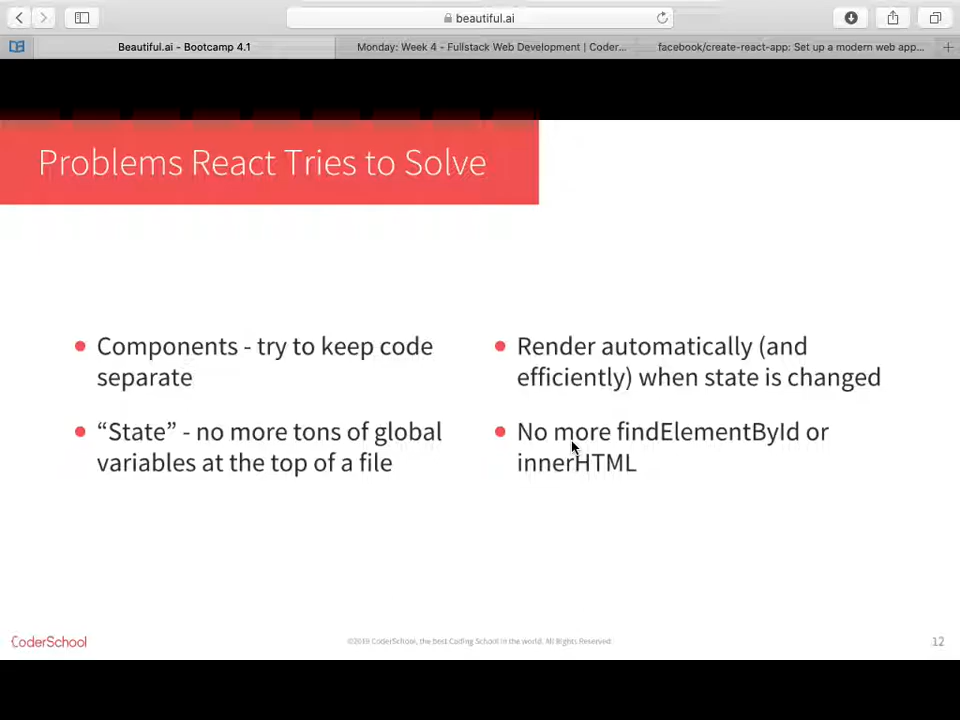 beautiful.ai
Beautiful.ai - Bootcamp 4.1
Monday: Week 4 - Fullstack Web Development | Coder...
facebook/create-react-app: Set up a modern web app...
Problems React Tries to Solve
Components - try to keep code
separate
“State” - no more tons of global
variables at the top of a file
Render automatically (and
efficiently) when state is changed
No more findElementById or
innerHTML
CoderSchool
©2019 CoderSchool, the Best Coding School in the world. All Rights Reserved
12